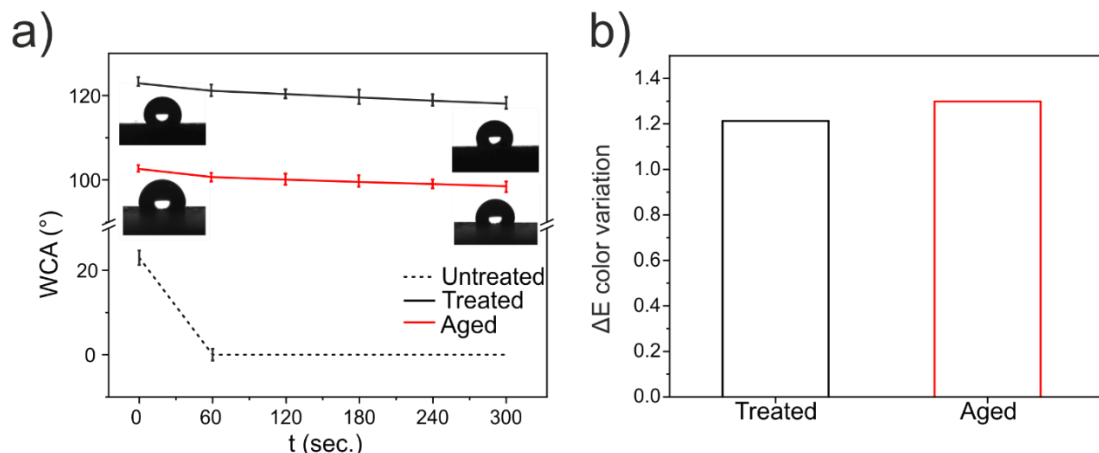 a)
WCA (°)
120
100
20
0
Untreated
Treated
Aged
0 60 120 180 240 300
t (sec.)
b)
ΔE color variation
1.4
1.2
1.0
0.8
0.6
0.4
0.2
0.0
Treated Aged